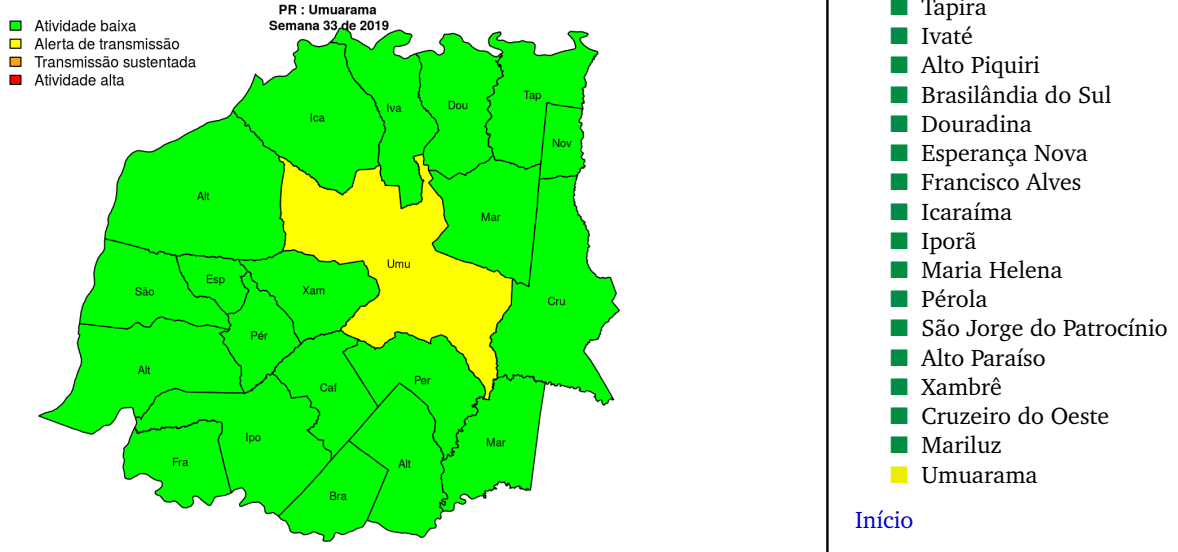 PR : Umuarama
Semana 33 de 2019
Atividade baixa
Alerta de transmissão
Transmissão sustentada
Atividade alta
Ica
Iva
Dou
Tap
Nov
Alt
Mar
Umu
Esp
São
Xam
Cru
Pér
Alt
Caf
Per
Ipo
Mar
Fra
Alt
Bra
Tapira
Ivaté
Alto Piquiri
Brasilândia do Sul
Douradina
Esperança Nova
Francisco Alves
Icaraíma
Iporã
Maria Helena
Pérola
São Jorge do Patrocínio
Alto Paraíso
Xambrê
Cruzeiro do Oeste
Mariluz
Umuarama
Início